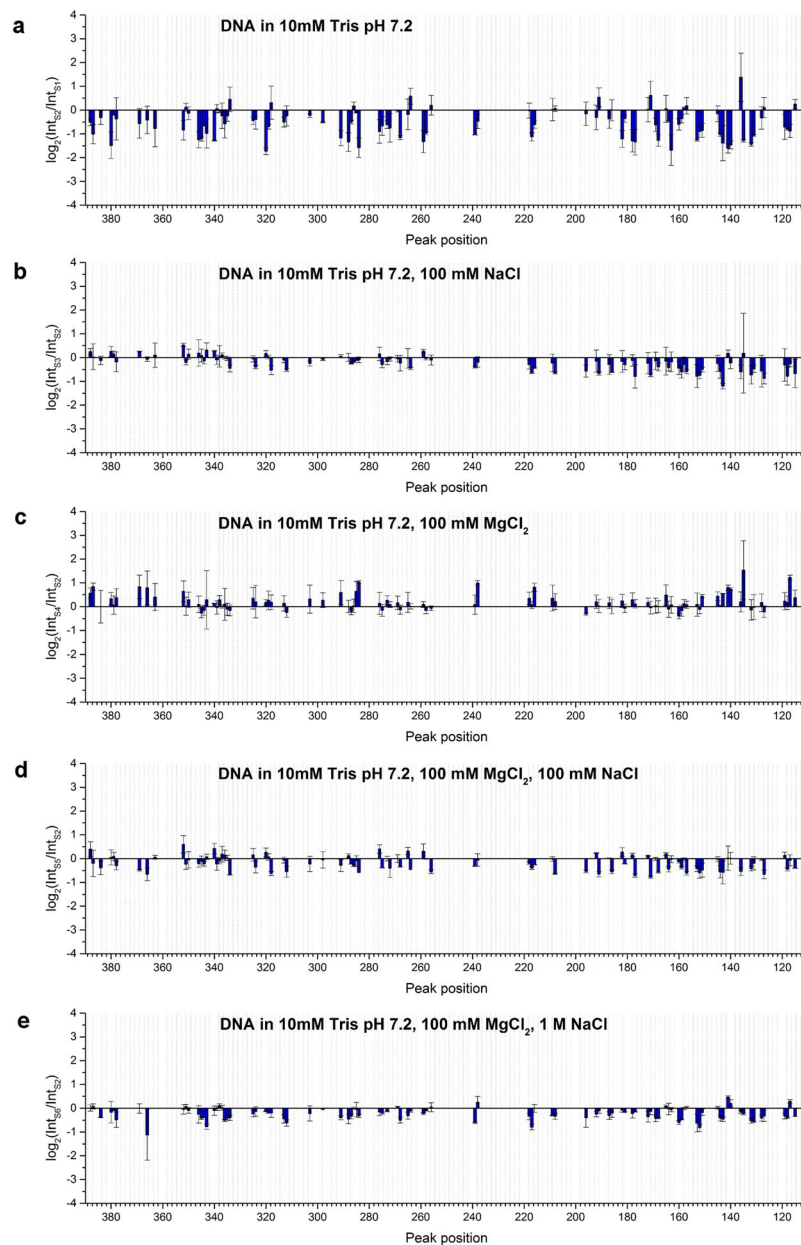 a
DNA in 10mM Tris pH 7.2
log2(IntS2/IntS1)
4
3
2
1
0
-1
-2
-3
-4
380 360 340 320 300 280 260 240 220 200 180 160 140 120
Peak position
b
DNA in 10mM Tris pH 7.2, 100 mM NaCl
log2(IntS3/IntS2)
4
3
2
1
0
-1
-2
-3
-4
380 360 340 320 300 280 260 240 220 200 180 160 140 120
Peak position
c
DNA in 10mM Tris pH 7.2, 100 mM MgCl2
log2(IntS4/IntS2)
4
3
2
1
0
-1
-2
-3
-4
380 360 340 320 300 280 260 240 220 200 180 160 140 120
Peak position
d
DNA in 10mM Tris pH 7.2, 100 mM MgCl2, 100 mM NaCl
log2(IntS5/IntS2)
4
3
2
1
0
-1
-2
-3
-4
380 360 340 320 300 280 260 240 220 200 180 160 140 120
Peak position
e
DNA in 10mM Tris pH 7.2, 100 mM MgCl2, 1 M NaCl
log2(IntS6/IntS2)
4
3
2
1
0
-1
-2
-3
-4
380 360 340 320 300 280 260 240 220 200 180 160 140 120
Peak position